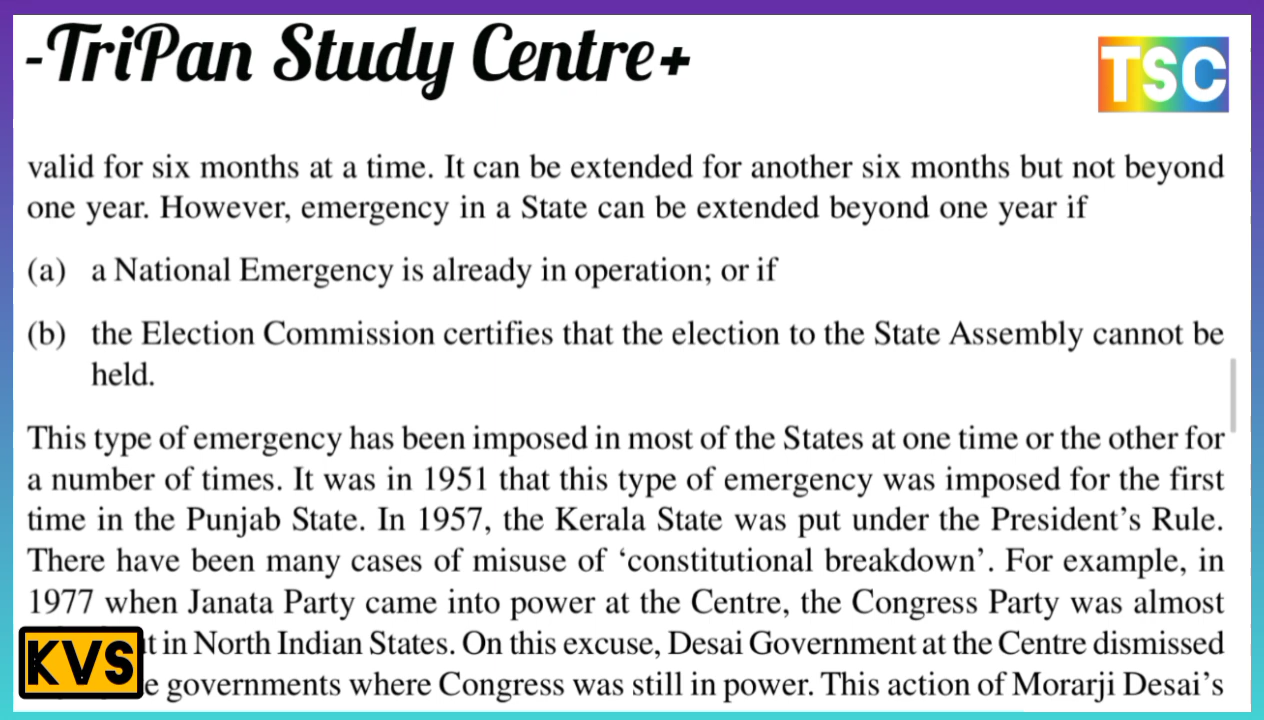 -TriPan Study Centre+
TSC
valid for six months at a time. It can be extended for another six months but not beyond
one year. However, emergency in a State can be extended beyond one year if
(a) a National Emergency is already in operation; or if
(b) the Election Commission certifies that the election to the State Assembly cannot be
held.
This type of emergency has been imposed in most of the States at one time or the other for
a number of times. It was in 1951 that this type of emergency was imposed for the first
time in the Punjab State. In 1957, the Kerala State was put under the President's Rule.
There have been many cases of misuse of ‘constitutional breakdown’. For example, in
1977 when Janata Party came into power at the Centre, the Congress Party was almost
in North Indian States. On this excuse, Desai Government at the Centre dismissed
governments where Congress was still in power. This action of Morarji Desai's
KVS